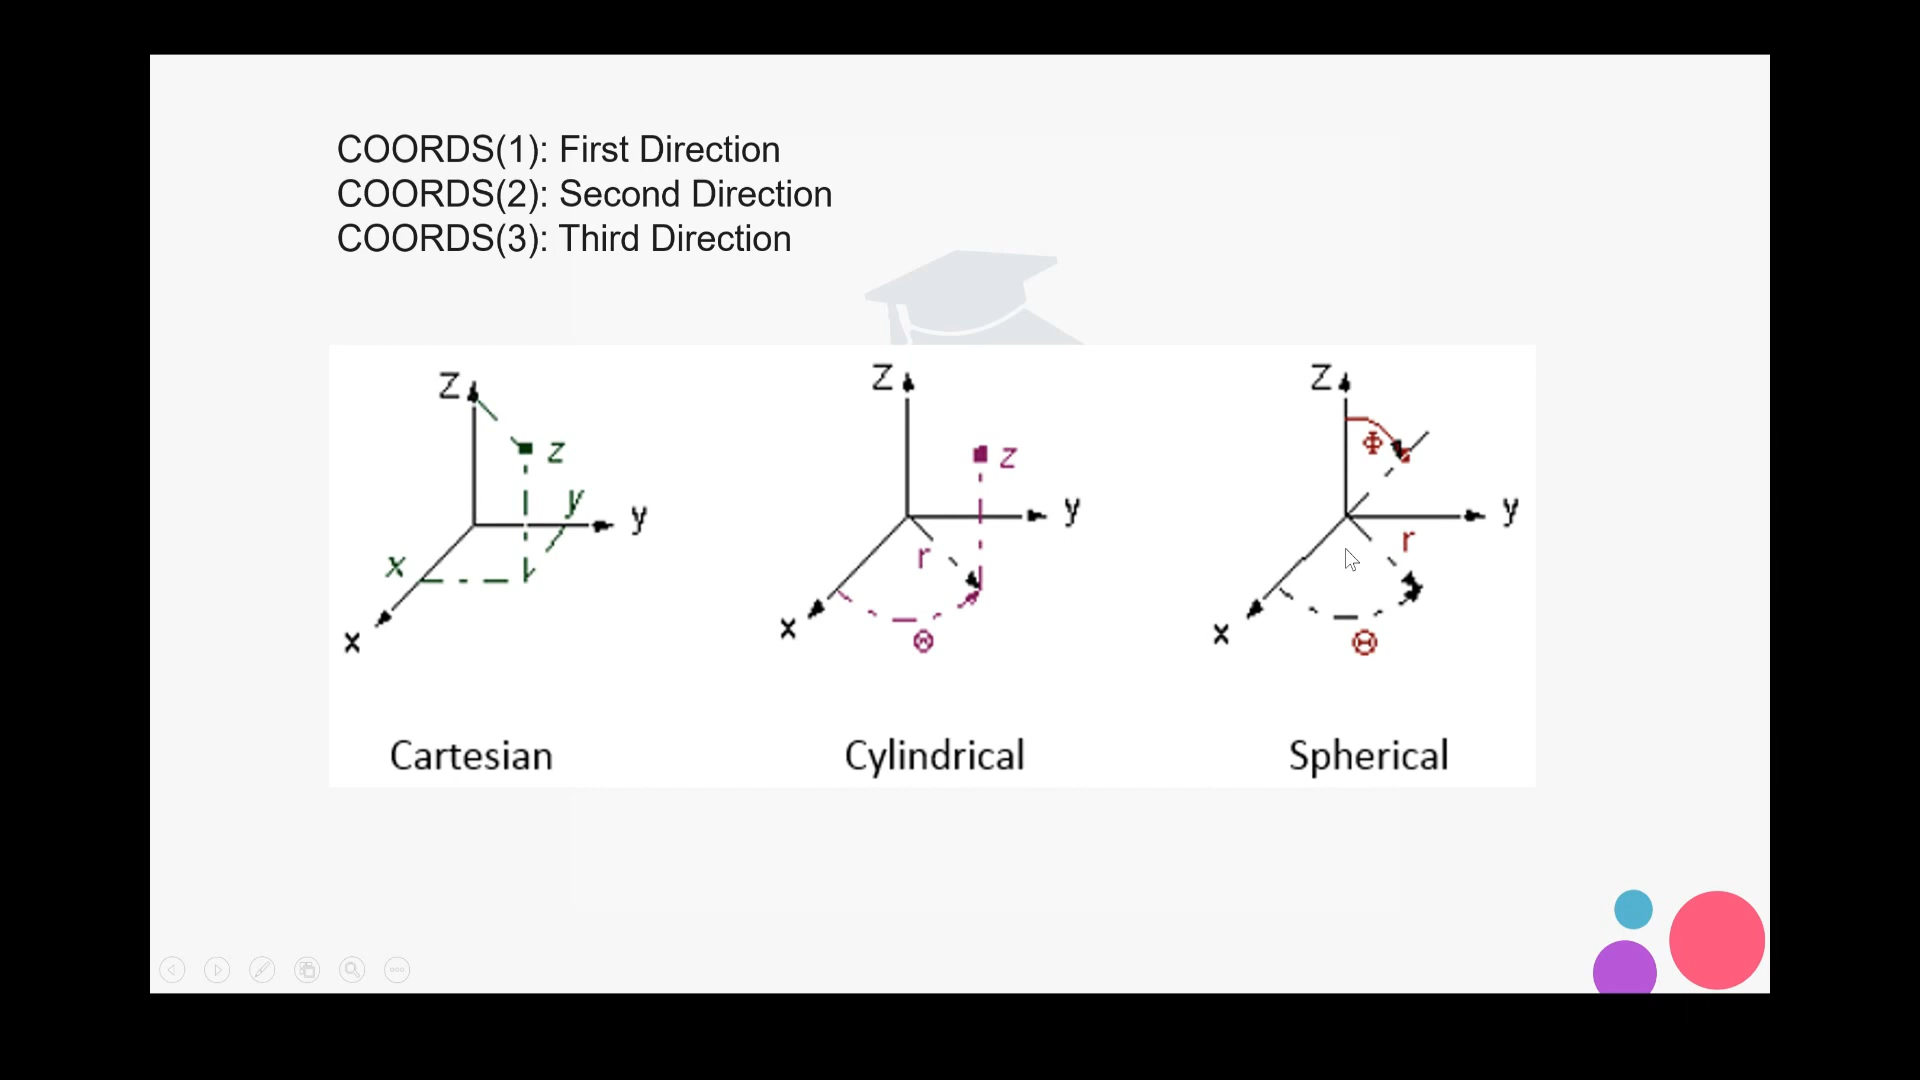 COORDS(1): First Direction
COORDS(2): Second Direction
COORDS(3): Third Direction
Z
z
y
y
x
x
Cartesian
Z
z
y
r
x
Θ
Cylindrical
Z
Φ
y
r
x
Θ
Spherical